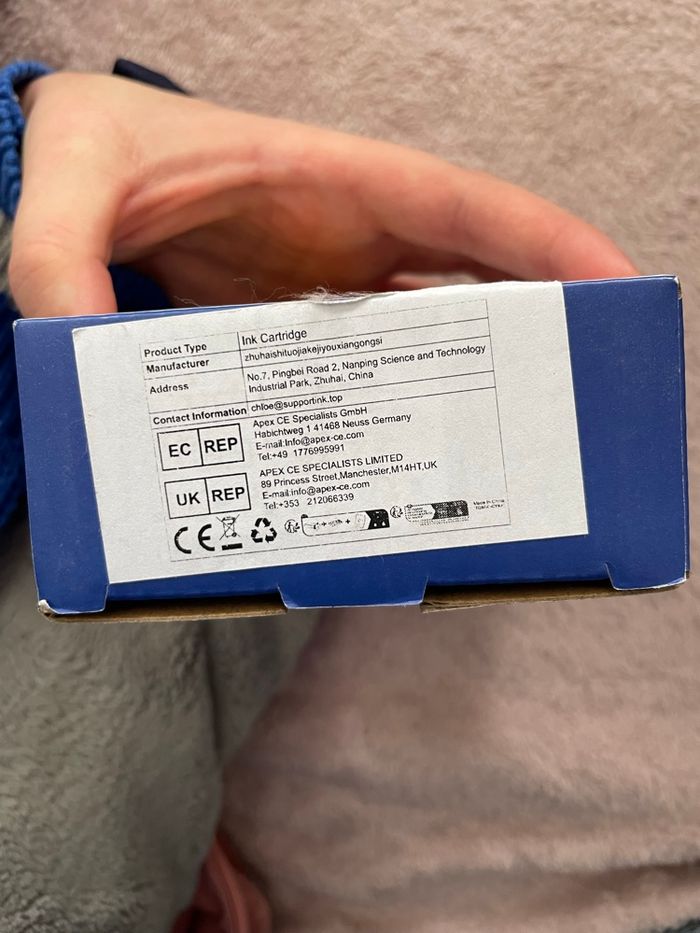 Product Type Ink Cartridge
Manufacturer zhuhaishituojiakejiyouxiangongsi
Address No.7, Pingbei Road 2, Nanping Science and Technology
Industrial Park, Zhuhai, China
Contact Information chloe@supportink.top
EC REP
Apex CE Specialists GmbH
Habichtweg 1 41468 Neuss Germany
E-mail:Info@apex-ce.com
Tel:+49 1776995991
UK REP
APEX CE SPECIALISTS LIMITED
89 Princess Street,Manchester,M14HT,UK
E-mail:info@apex-ce.com
Tel:+353 212066339
CE
Made in China